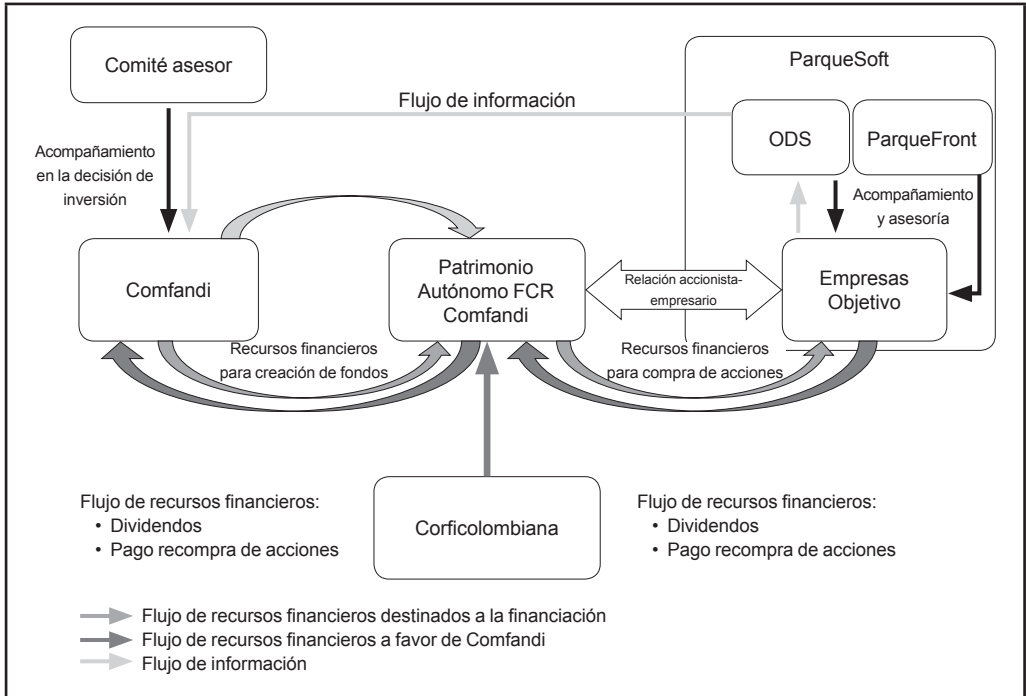 Comité asesor
ParqueSoft
Flujo de información
ODS
ParqueFront
Acompañamiento
en la decisión de
inversión
Acompañamiento
y asesoría
Comfandi
Patrimonio
Autónomo FCR
Comfandi
Relación accionista-
empresario
Empresas
Objetivo
Recursos financieros
para creación de fondos
Recursos financieros
para compra de acciones
Corficolombiana
Flujo de recursos financieros:
• Dividendos
• Pago recompra de acciones
Flujo de recursos financieros:
• Dividendos
• Pago recompra de acciones
Flujo de recursos financieros destinados a la financiación
Flujo de recursos financieros a favor de Comfandi
Flujo de información